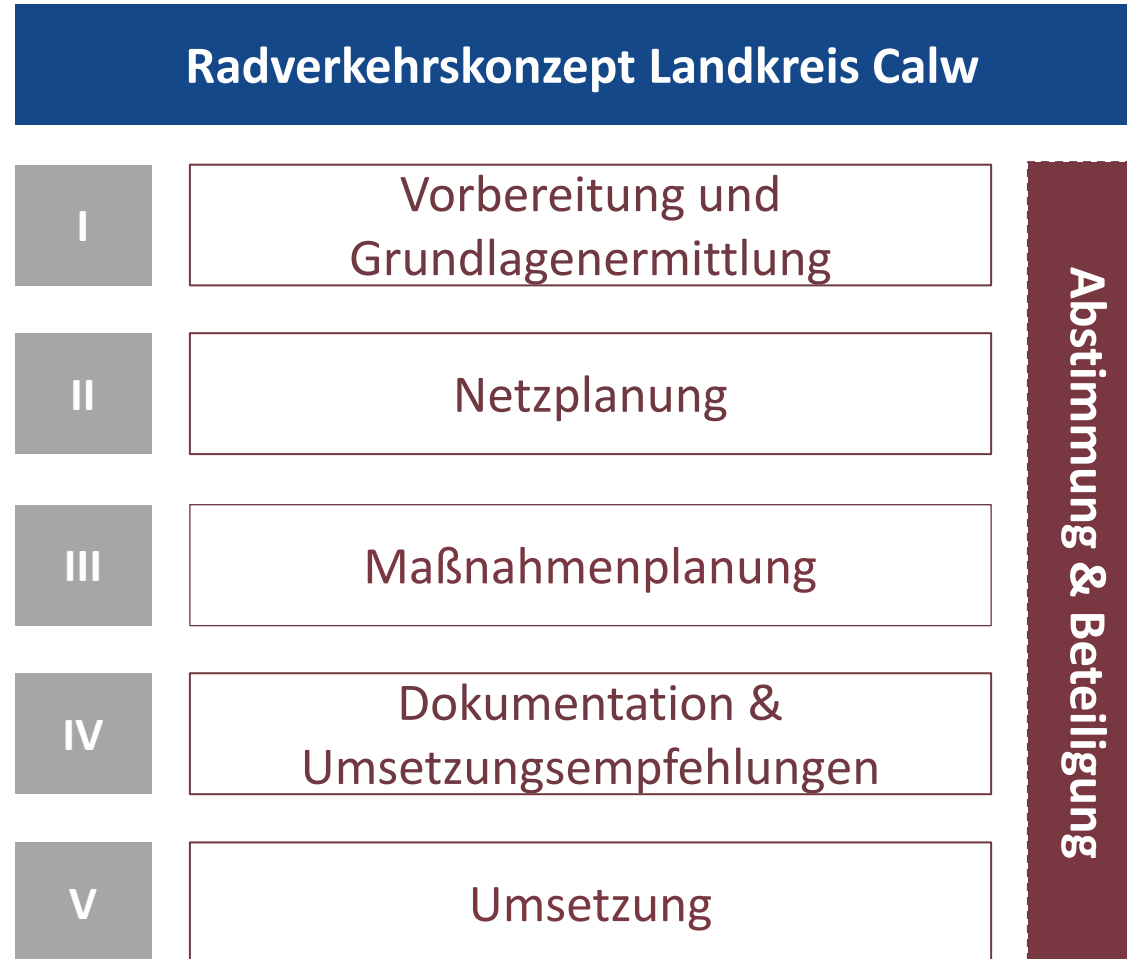 Radverkehrskonzept Landkreis Calw
I
Vorbereitung und
Grundlagenermittlung
II
Netzplanung
III
Maßnahmenplanung
IV
Dokumentation &
Umsetzungsempfehlungen
V
Umsetzung
Abstimmung & Beteiligung